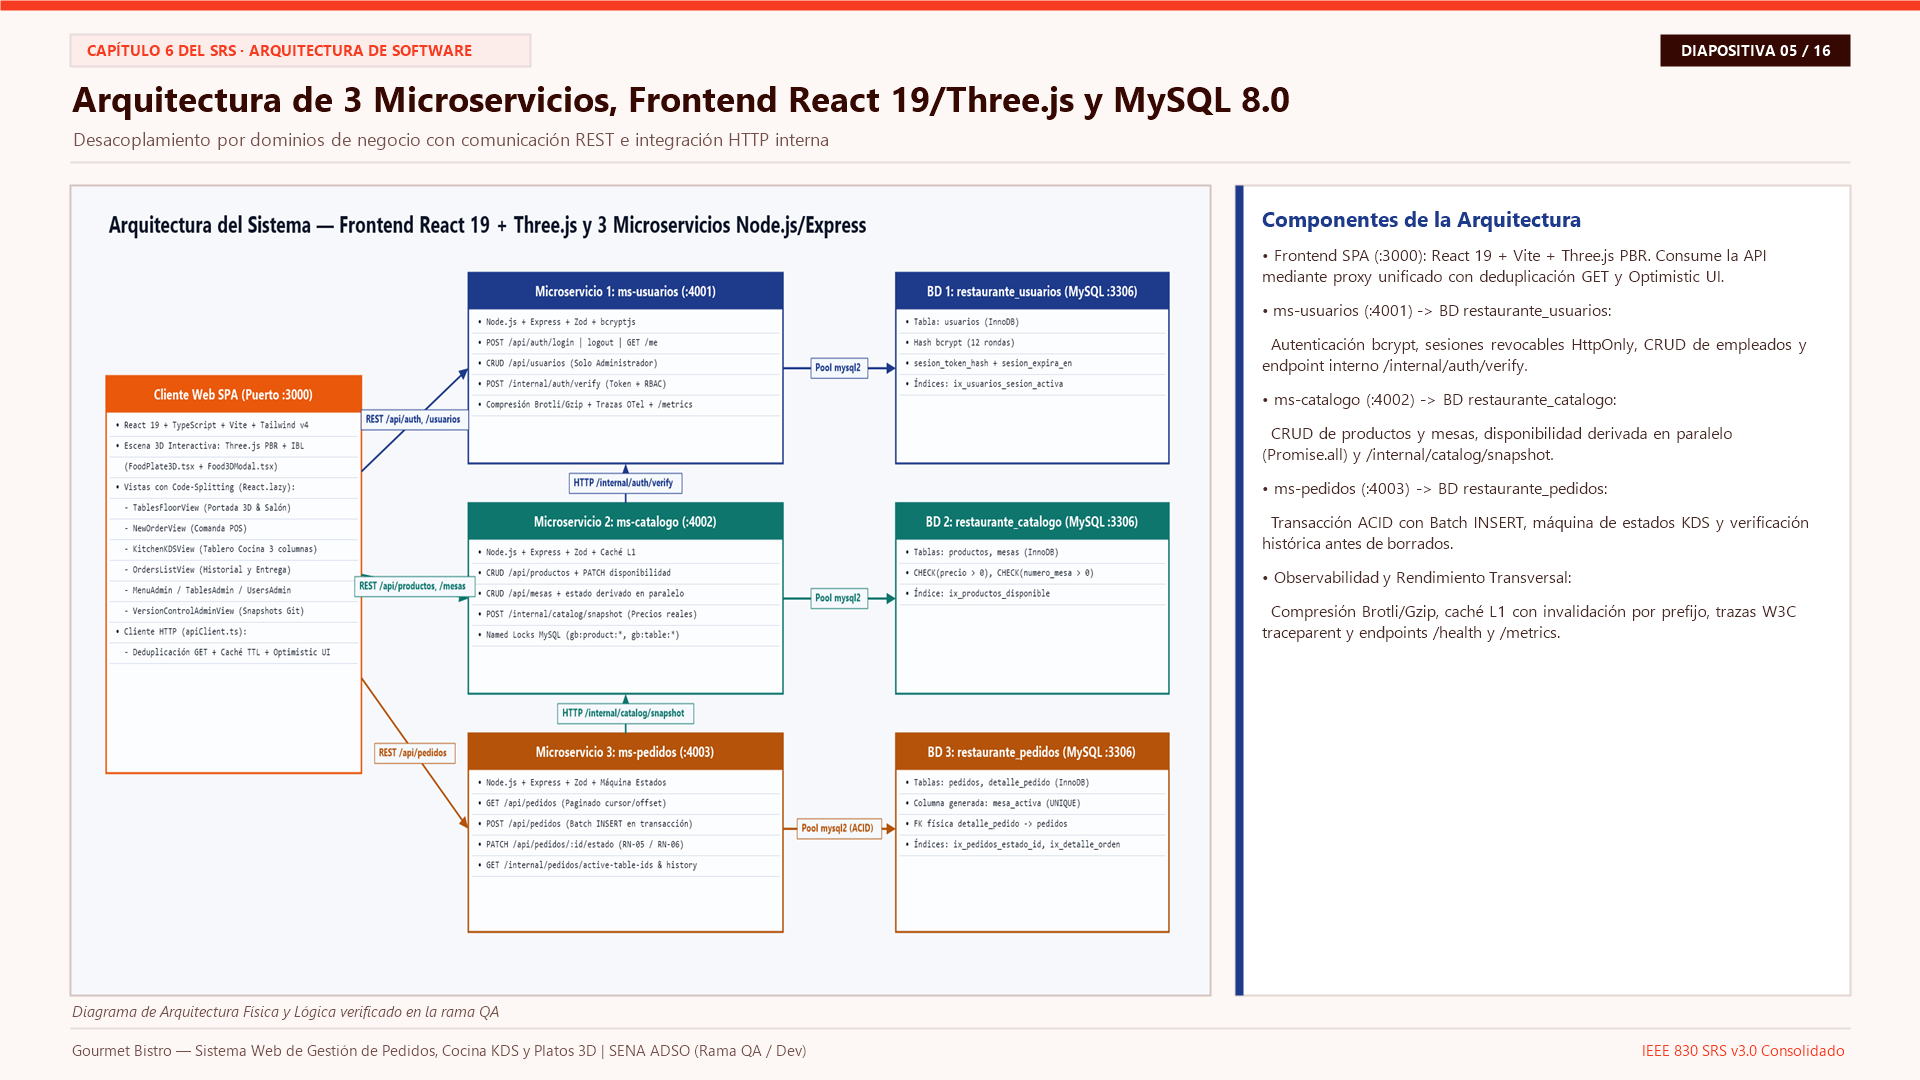 CAPÍTULO 6 DEL SRS · ARQUITECTURA DE SOFTWARE
DIAPOSITIVA 05 / 16
Arquitectura de 3 Microservicios, Frontend React 19/Three.js y MySQL 8.0
Desacoplamiento por dominios de negocio con comunicación REST e integración HTTP interna
Arquitectura del Sistema — Frontend React 19 + Three.js y 3 Microservicios Node.js/Express
Cliente Web SPA (Puerto :3000)
• React 19 + TypeScript + Vite + Tailwind v4
• Escena 3D Interactiva: Three.js PBR + IBL
(FoodPlate3D.tsx + Food3DModal.tsx)
• Vistas con Code-Splitting (React.lazy):
- TablesFloorView (Portada 3D & Salón)
- NewOrderView (Comanda POS)
- KitchenKDSView (Tablero Cocina 3 columnas)
- OrdersListView (Historial y Entrega)
- MenuAdmin / TablesAdmin / UsersAdmin
- VersionControlAdminView (Snapshots Git)
• Cliente HTTP (apiClient.ts):
- Deduplicación GET + Caché TTL + Optimistic UI
REST /api/auth, /usuarios
REST /api/productos, /mesas
REST /api/pedidos
Microservicio 1: ms-usuarios (:4001)
• Node.js + Express + Zod + bcryptjs
• POST /api/auth/login | logout | GET /me
• CRUD /api/usuarios (Solo Administrador)
• POST /internal/auth/verify (Token + RBAC)
• Compresión Brotli/Gzip + Trazas OTel + /metrics
Pool mysql2
BD 1: restaurante_usuarios (MySQL :3306)
• Tabla: usuarios (InnoDB)
• Hash bcrypt (12 rondas)
• sesion_token_hash + sesion_expira_en
• Índices: ix_usuarios_sesion_activa
HTTP /internal/auth/verify
Microservicio 2: ms-catalogo (:4002)
• Node.js + Express + Zod + Caché L1
• CRUD /api/productos + PATCH disponibilidad
• CRUD /api/mesas + estado derivado en paralelo
• POST /internal/catalog/snapshot (Precios reales)
• Named Locks MySQL (gb:product:*, gb:table:*)
Pool mysql2
BD 2: restaurante_catalogo (MySQL :3306)
• Tablas: productos, mesas (InnoDB)
• CHECK(precio > 0), CHECK(numero_mesa > 0)
• Índice: ix_productos_disponible
HTTP /internal/catalog/snapshot
Microservicio 3: ms-pedidos (:4003)
• Node.js + Express + Zod + Máquina Estados
• GET /api/pedidos (Paginado cursor/offset)
• POST /api/pedidos (Batch INSERT en transacción)
• PATCH /api/pedidos/:id/estado (RN-05 / RN-06)
• GET /internal/pedidos/active-table-ids & history
Pool mysql2 (ACID)
BD 3: restaurante_pedidos (MySQL :3306)
• Tablas: pedidos, detalle_pedido (InnoDB)
• Columna generada: mesa_activa (UNIQUE)
• FK física detalle_pedido -> pedidos
• Índices: ix_pedidos_estado_id, ix_detalle_orden
Componentes de la Arquitectura
• Frontend SPA (:3000): React 19 + Vite + Three.js PBR. Consume la API
mediante proxy unificado con deduplicación GET y Optimistic UI.
• ms-usuarios (:4001) -> BD restaurante_usuarios:
Autenticación bcrypt, sesiones revocables HttpOnly, CRUD de empleados y
endpoint interno /internal/auth/verify.
• ms-catalogo (:4002) -> BD restaurante_catalogo:
CRUD de productos y mesas, disponibilidad derivada en paralelo
(Promise.all) y /internal/catalog/snapshot.
• ms-pedidos (:4003) -> BD restaurante_pedidos:
Transacción ACID con Batch INSERT, máquina de estados KDS y verificación
histórica antes de borrados.
• Observabilidad y Rendimiento Transversal:
Compresión Brotli/Gzip, caché L1 con invalidación por prefijo, trazas W3C
traceparent y endpoints /health y /metrics.
Diagrama de Arquitectura Física y Lógica verificado en la rama QA
Gourmet Bistro — Sistema Web de Gestión de Pedidos, Cocina KDS y Platos 3D | SENA ADSO (Rama QA / Dev)
IEEE 830 SRS v3.0 Consolidado